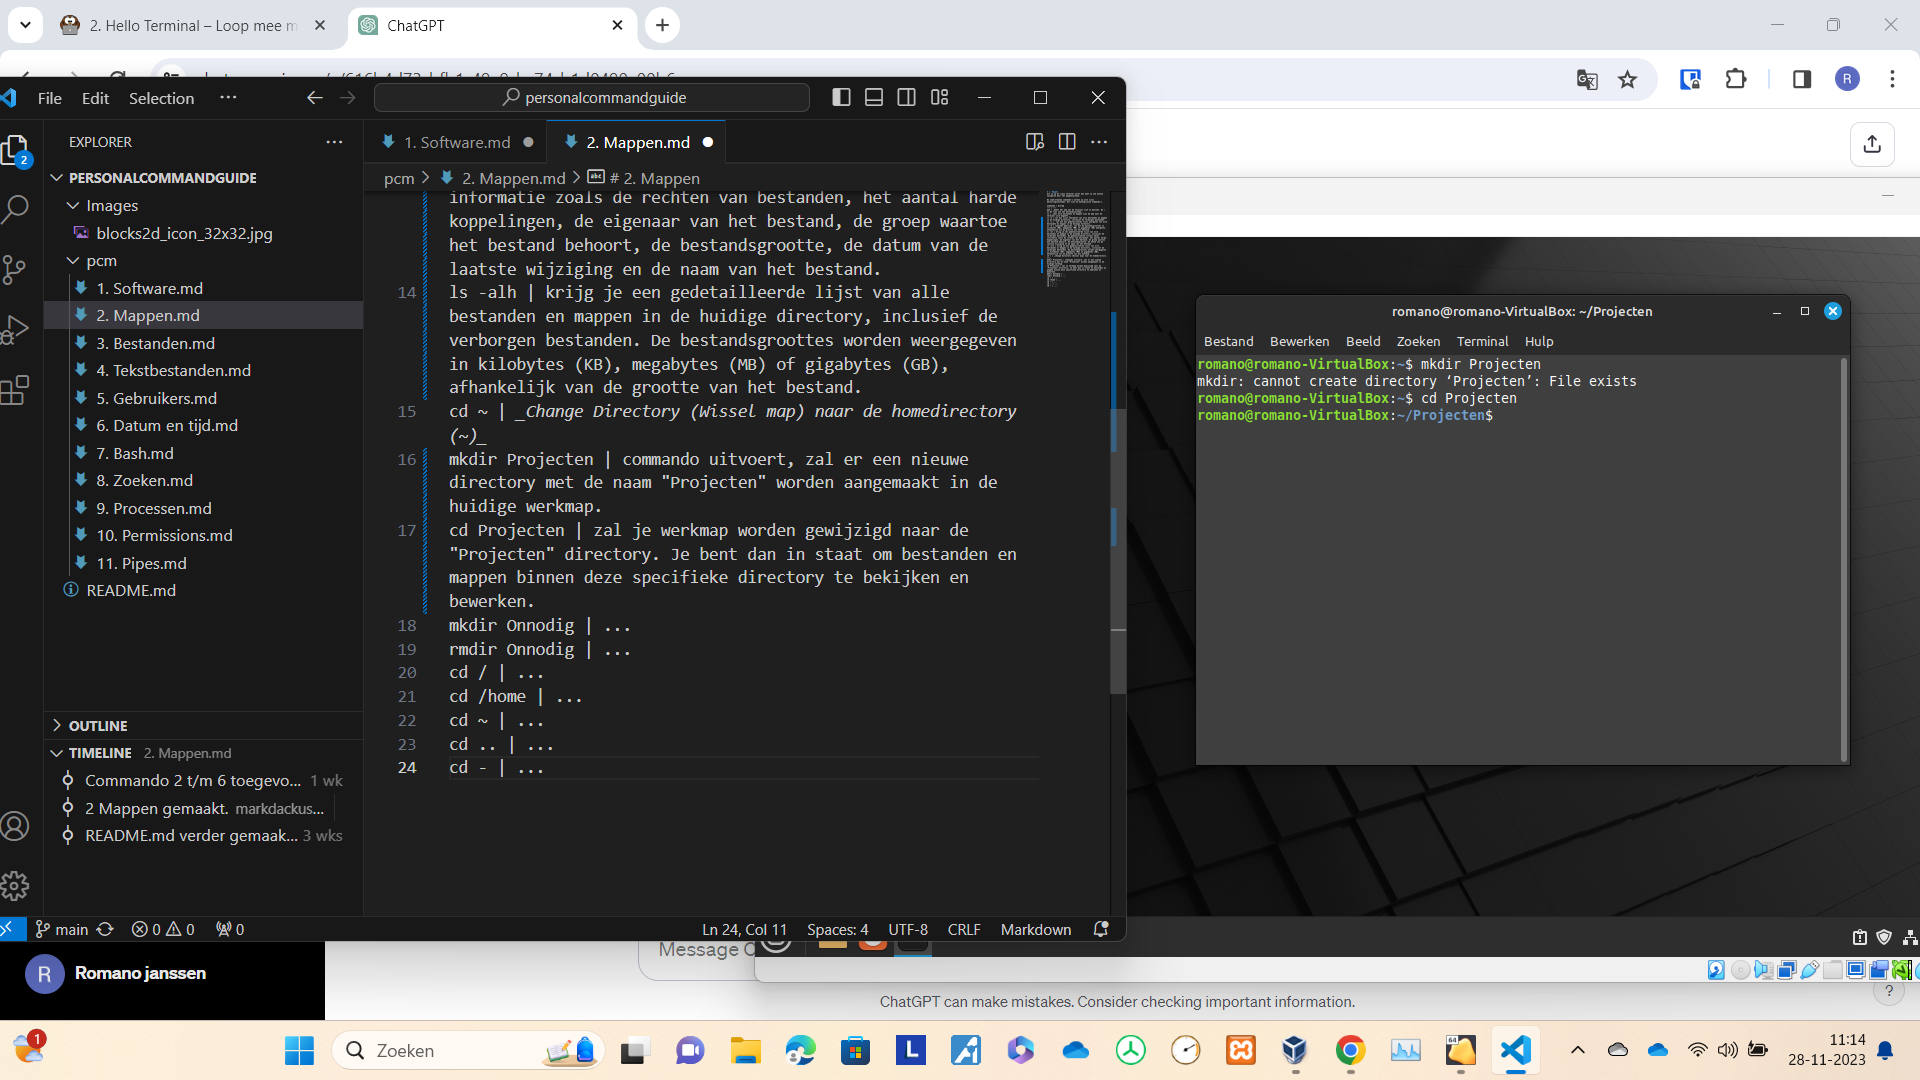 2. Hello Terminal – Loop mee m
ChatGPT
R
File Edit Selection ...
personalcommandguide
EXPLORER
2
PERSONALCOMMANDGUIDE
Images
blocks2d_icon_32x32.jpg
pcm
1. Software.md
2. Mappen.md
3. Bestanden.md
4. Tekstbestanden.md
5. Gebruikers.md
6. Datum en tijd.md
7. Bash.md
8. Zoeken.md
9. Processen.md
10. Permissions.md
11. Pipes.md
README.md
OUTLINE
TIMELINE 2. Mappen.md
Commando 2 t/m 6 toegevo... 1 wk
2 Mappen gemaakt. markdackus...
README.md verder gemaak... 3 wks
1. Software.md
2. Mappen.md
pcm > 2. Mappen.md > # 2. Mappen
informatie zoals de rechten van bestanden, het aantal harde
koppelingen, de eigenaar van het bestand, de groep waartoe
het bestand behoort, de bestandsgrootte, de datum van de
laatste wijziging en de naam van het bestand.
14 ls -alh | krijg je een gedetailleerde lijst van alle
bestanden en mappen in de huidige directory, inclusief de
verborgen bestanden. De bestandsgroottes worden weergegeven
in kilobytes (KB), megabytes (MB) of gigabytes (GB),
afhankelijk van de grootte van het bestand.
15 cd ~ | _Change Directory (Wissel map) naar de homedirectory
(~)_
16 mkdir Projecten | commando uitvoert, zal er een nieuwe
directory met de naam "Projecten" worden aangemaakt in de
huidige werkmap.
17 cd Projecten | zal je werkmap worden gewijzigd naar de
"Projecten" directory. Je bent dan in staat om bestanden en
mappen binnen deze specifieke directory te bekijken en
bewerken.
18 mkdir Onnodig | ...
19 rmdir Onnodig | ...
20 cd / | ...
21 cd /home | ...
22 cd ~ | ...
23 cd .. | ...
24 cd - | ...
main 0 0 0
Ln 24, Col 11 Spaces: 4 UTF-8 CRLF Markdown
romano@romano-VirtualBox: ~/Projecten
Bestand Bewerken Beeld Zoeken Terminal Hulp
romano@romano-VirtualBox:~$ mkdir Projecten
mkdir: cannot create directory ‘Projecten’: File exists
romano@romano-VirtualBox:~$ cd Projecten
romano@romano-VirtualBox:~/Projecten$
R Romano janssen
Message C
ChatGPT can make mistakes. Consider checking important information.
?
1
Zoeken
L
64
11:14
28-11-2023